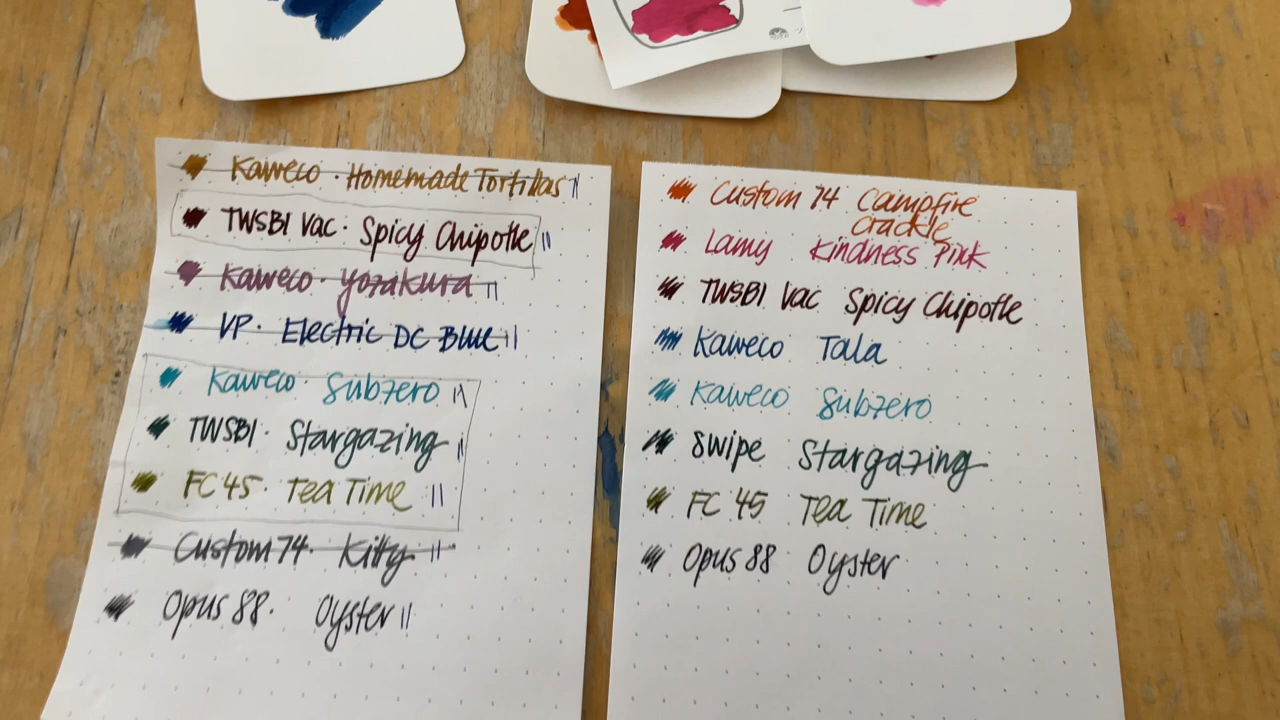 Kaweco · Homemade Tortillas
TWSBI Vac · Spicy Chipotle
Kaweco · Yozakura
VP · Electric DC Blue
Kaweco · Subzero
TWSBI · Stargazing
FC 45 · Tea Time
Custom 74 · Kitty
Opus 88 · Oyster
Custom 74 Campfire
Crackle
Lamy Kindness Pink
TWSBI Vac Spicy Chipotle
Kaweco Tala
Kaweco Subzero
Swipe Stargazing
FC 45 Tea Time
Opus 88 Oyster